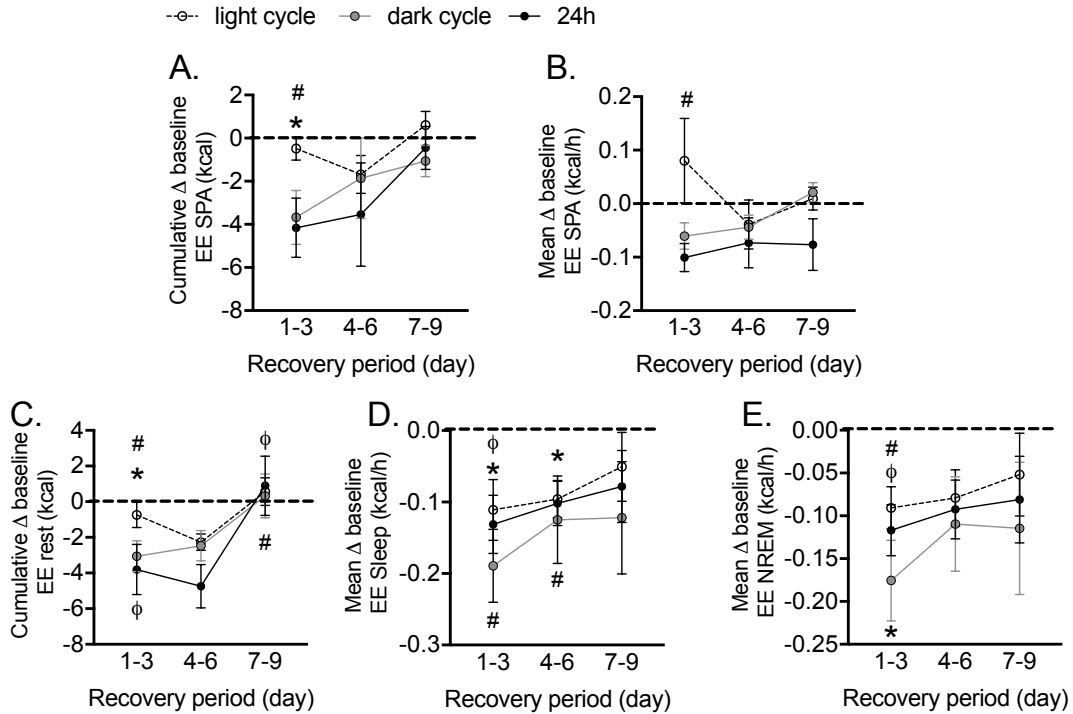 light cycle dark cycle 24h
A.
Cumulative Δ baseline
EE SPA (kcal)
2
0
-2
-4
-6
-8
#
*
1-3 4-6 7-9
Recovery period (day)
B.
Mean Δ baseline
EE SPA (kcal/h)
0.2
0.1
0.0
-0.1
-0.2
#
1-3 4-6 7-9
Recovery period (day)
C.
Cumulative Δ baseline
EE rest (kcal)
4
2
0
-2
-4
-6
-8
#
*
ϕ
ϕ
#
1-3 4-6 7-9
Recovery period (day)
D.
Mean Δ baseline
EE Sleep (kcal/h)
0.0
-0.1
-0.2
-0.3
ϕ
*
#
*
#
1-3 4-6 7-9
Recovery period (day)
E.
Mean Δ baseline
EE NREM (kcal/h)
0.00
-0.05
-0.10
-0.15
-0.20
-0.25
#
ϕ
*
1-3 4-6 7-9
Recovery period (day)